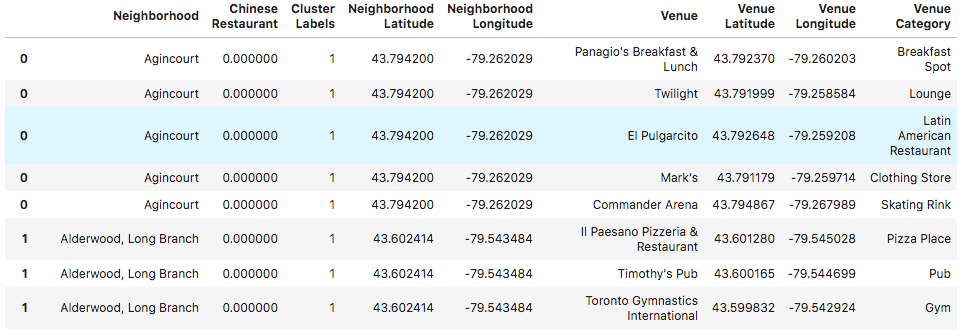 Neighborhood Chinese Restaurant Cluster Labels Neighborhood Latitude Neighborhood Longitude Venue Venue Latitude Venue Longitude Venue Category
0 Agincourt 0.000000 1 43.794200 -79.262029 Panagio's Breakfast & Lunch 43.792370 -79.260203 Breakfast Spot
0 Agincourt 0.000000 1 43.794200 -79.262029 Twilight 43.791999 -79.258584 Lounge
0 Agincourt 0.000000 1 43.794200 -79.262029 El Pulgarcito 43.792648 -79.259208 Latin American Restaurant
0 Agincourt 0.000000 1 43.794200 -79.262029 Mark's 43.791179 -79.259714 Clothing Store
0 Agincourt 0.000000 1 43.794200 -79.262029 Commander Arena 43.794867 -79.267989 Skating Rink
1 Alderwood, Long Branch 0.000000 1 43.602414 -79.543484 Il Paesano Pizzeria & Restaurant 43.601280 -79.545028 Pizza Place
1 Alderwood, Long Branch 0.000000 1 43.602414 -79.543484 Timothy's Pub 43.600165 -79.544699 Pub
1 Alderwood, Long Branch 0.000000 1 43.602414 -79.543484 Toronto Gymnastics International 43.599832 -79.542924 Gym